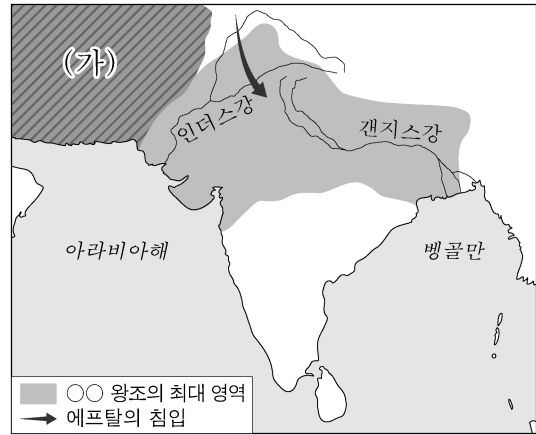 (가)
인더스강
갠지스강
아라비아해
벵골만
○○ 왕조의 최대 영역
에프탈의 침입